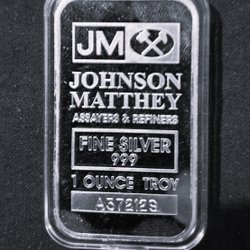 JM
JOHNSON
MATTHEY
ASSAYERS & REFINERS
FINE SILVER
999
1 OUNCE TROY
A372129